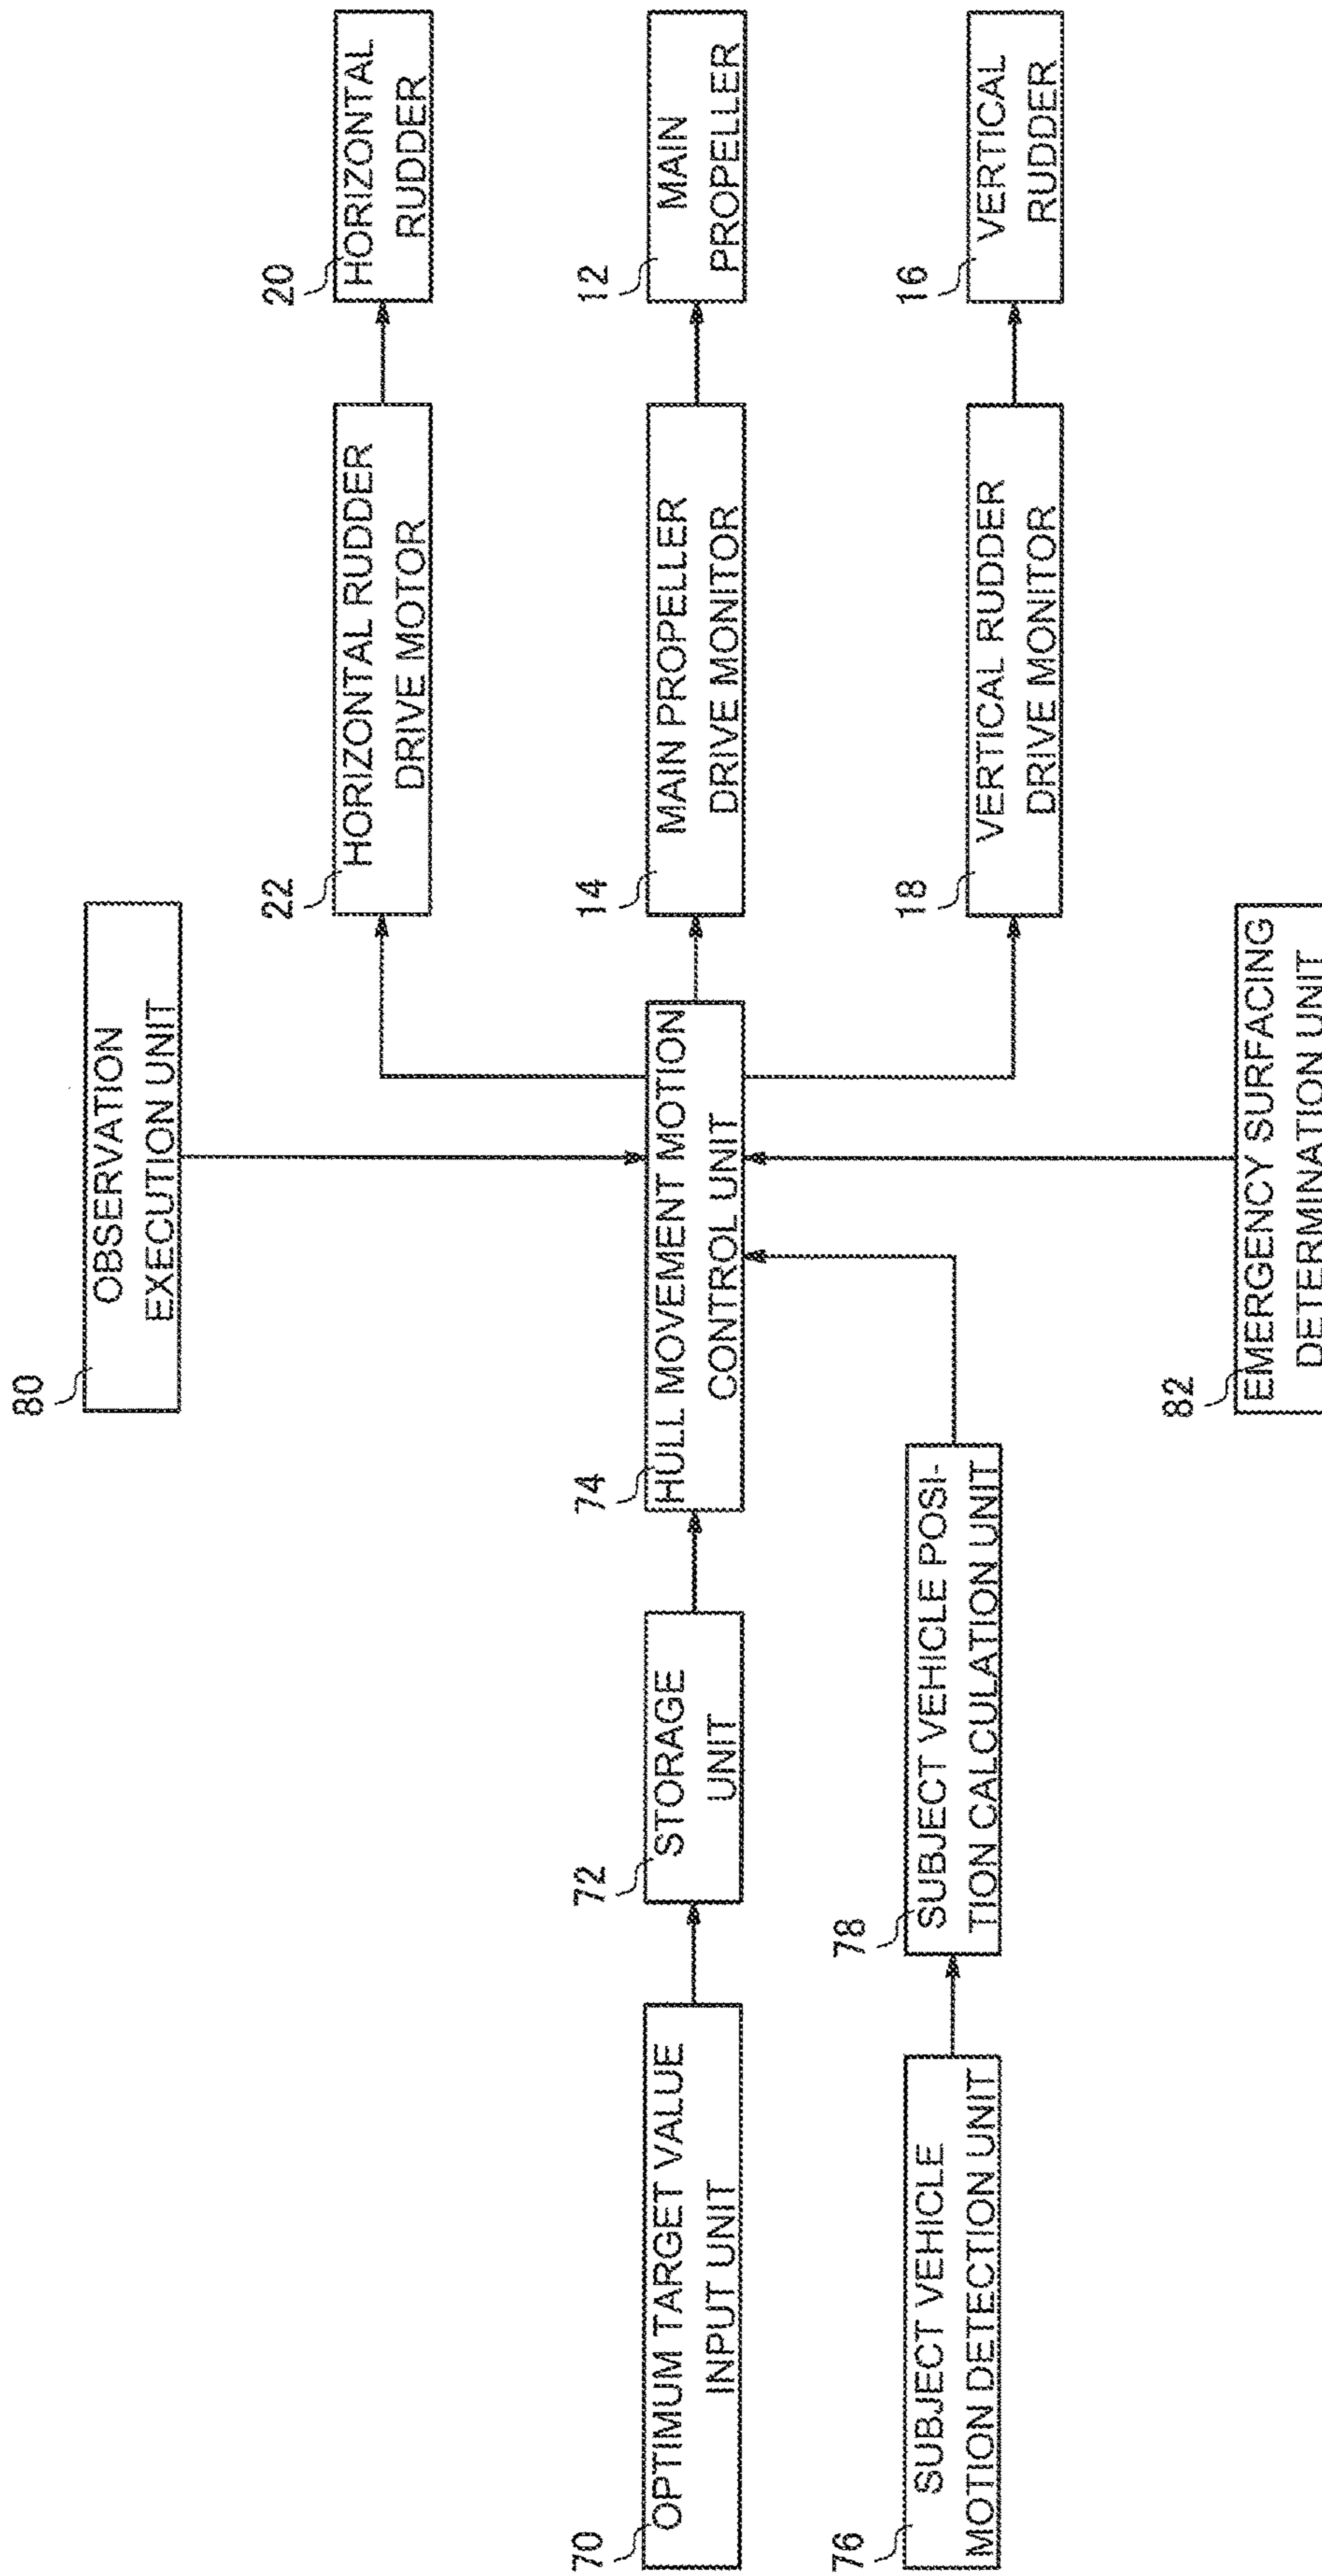 80
OBSERVATION
EXECUTION UNIT
70
OPTIMUM TARGET VALUE
INPUT UNIT
72
STORAGE
UNIT
74
HULL MOVEMENT MOTION
CONTROL UNIT
22
HORIZONTAL RUDDER
DRIVE MOTOR
20
HORIZONTAL
RUDDER
14
MAIN PROPELLER
DRIVE MONITOR
12
MAIN
PROPELLER
18
VERTICAL RUDDER
DRIVE MONITOR
16
VERTICAL
RUDDER
76
SUBJECT VEHICLE
MOTION DETECTION UNIT
78
SUBJECT VEHICLE POSI-
TION CALCULATION UNIT
82
EMERGENCY SURFACING
DETERMINATION UNIT